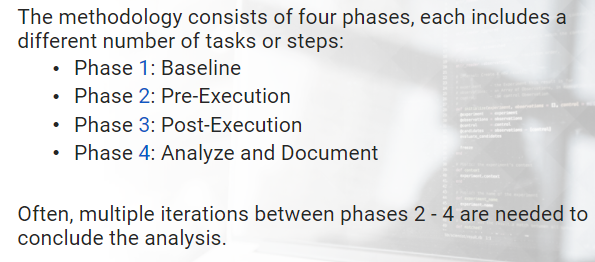 The methodology consists of four phases, each includes a
different number of tasks or steps:
• Phase 1: Baseline
• Phase 2: Pre-Execution
• Phase 3: Post-Execution
• Phase 4: Analyze and Document
Often, multiple iterations between phases 2 - 4 are needed to
conclude the analysis.